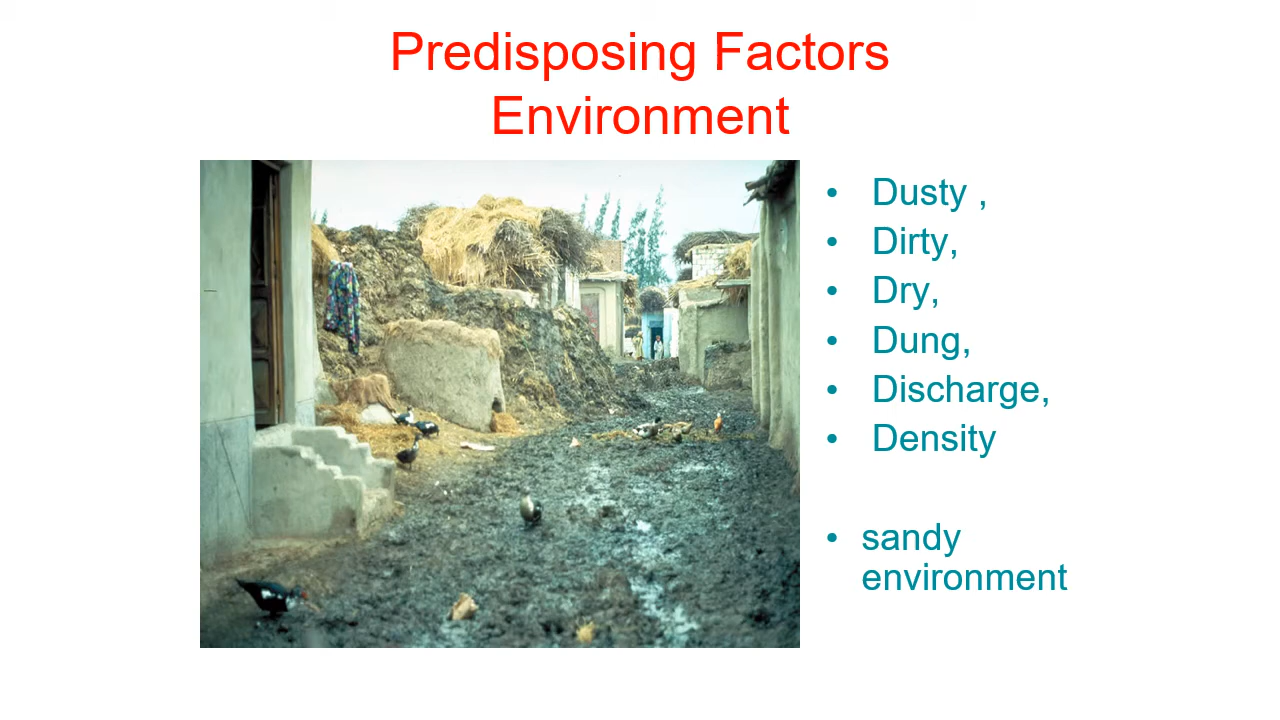 Predisposing Factors
Environment
• Dusty ,
• Dirty,
• Dry,
• Dung,
• Discharge,
• Density
• sandy
environment